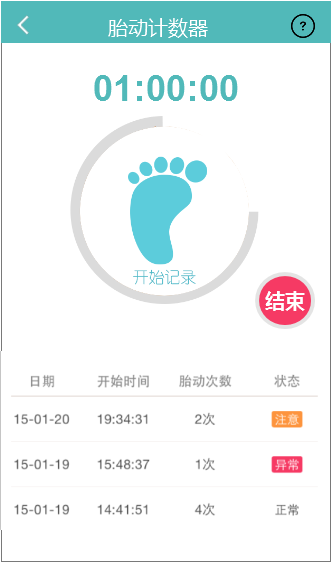 胎动计数器 ?
01:00:00
开始记录
结束
日期 开始时间 胎动次数 状态
15-01-20 19:34:31 2次 注意
15-01-19 15:48:37 1次 异常
15-01-19 14:41:51 4次 正常